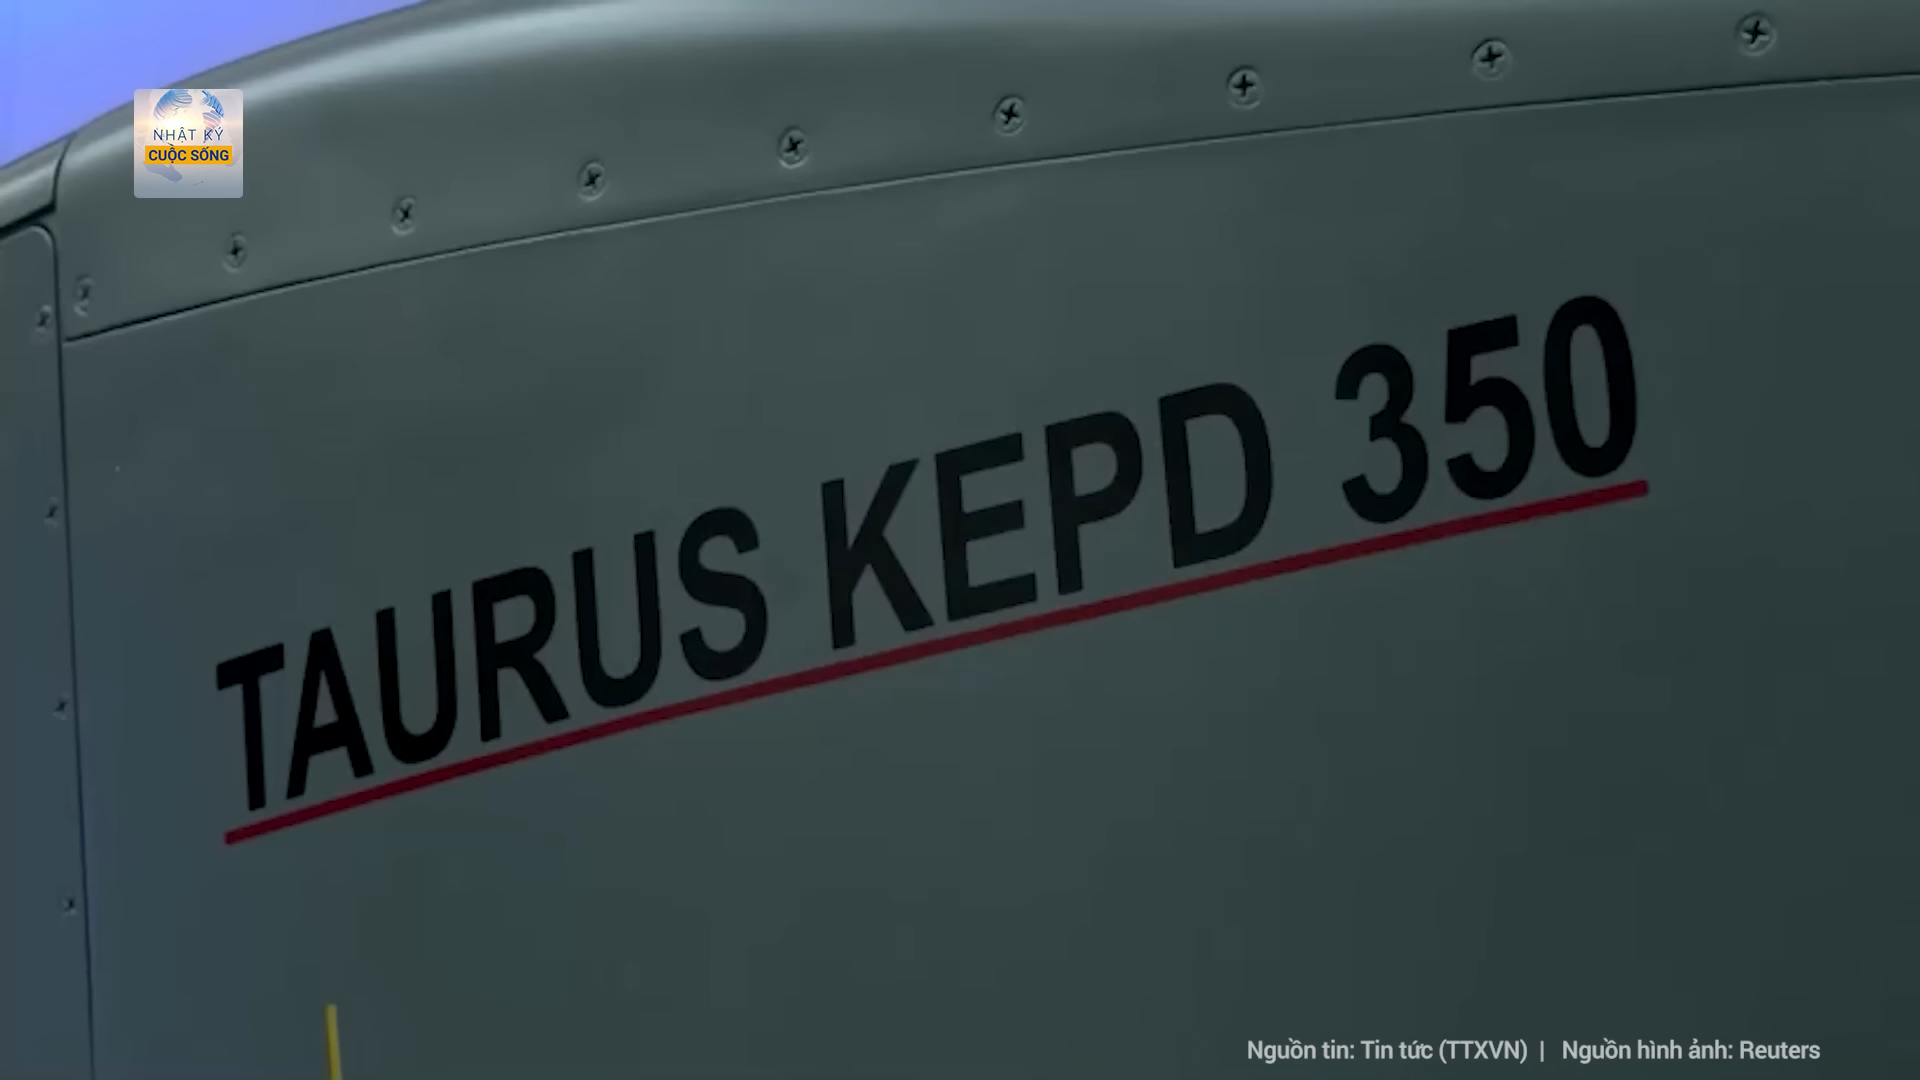 NHẬT KÝ
CUỘC SỐNG
TAURUS KEPD 350
Nguồn tin: Tin tức (TTXVN) | Nguồn hình ảnh: Reuters